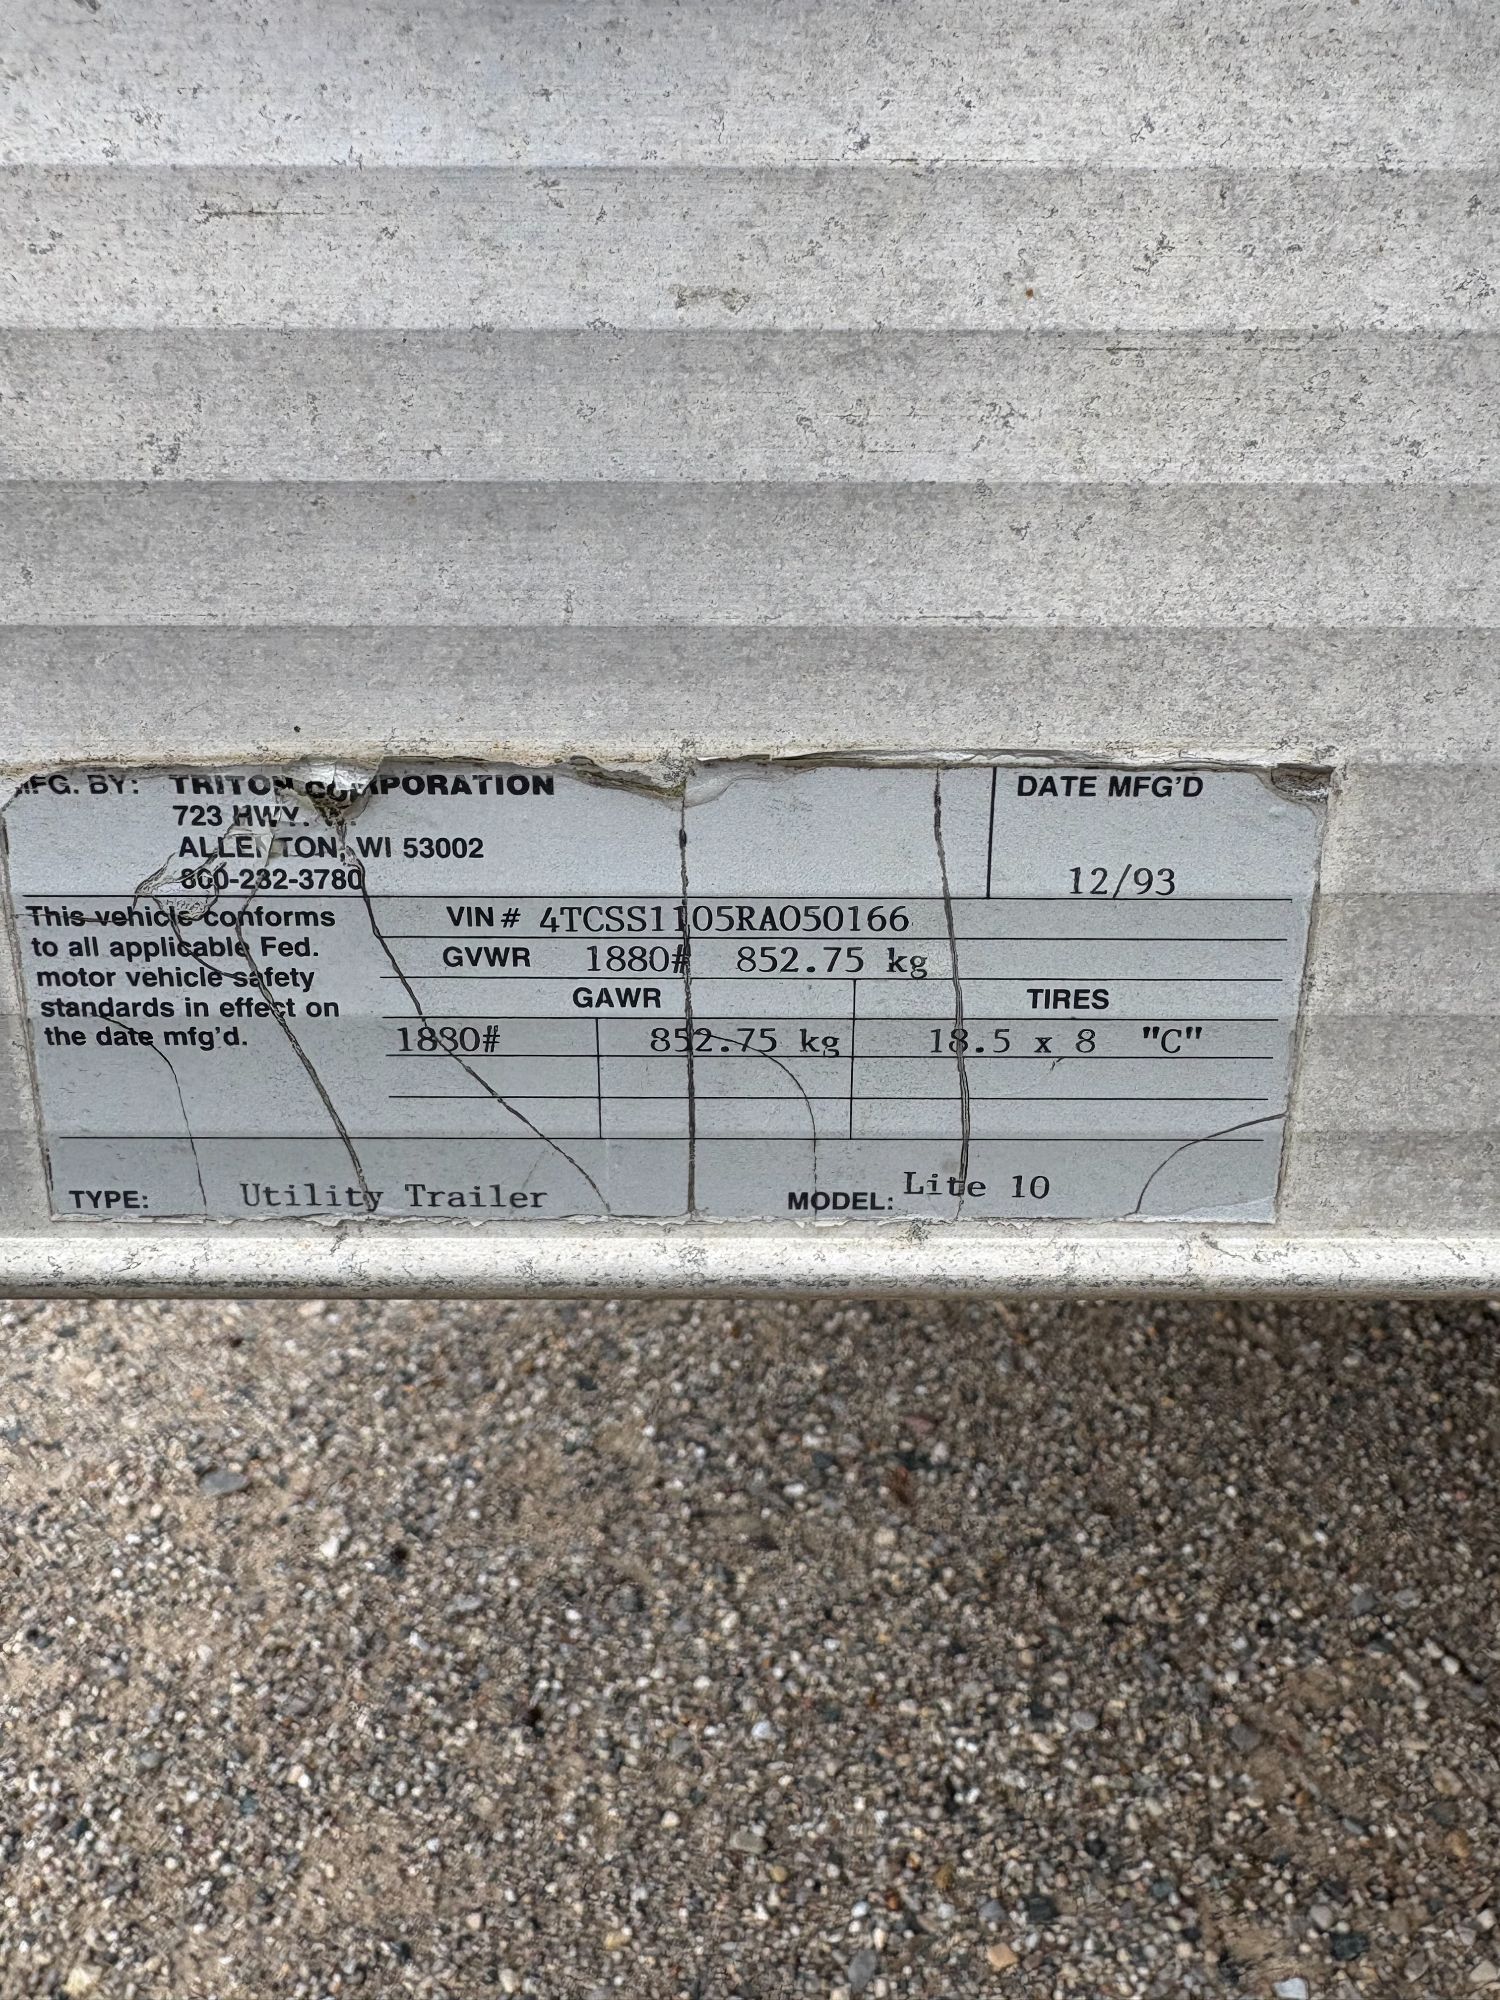 MFG. BY: TRITON CORPORATION
723 HWY. W.
ALLENTON, WI 53002
800-232-3780
DATE MFG'D
12/93
This vehicle conforms
to all applicable Fed.
motor vehicle safety
standards in effect on
the date mfg'd.
VIN # 4TCSS1105RA050166
GVWR 1880# 852.75 kg
GAWR TIRES
1880# 852.75 kg 18.5 x 8 "C"
TYPE: Utility Trailer MODEL: Lite 10